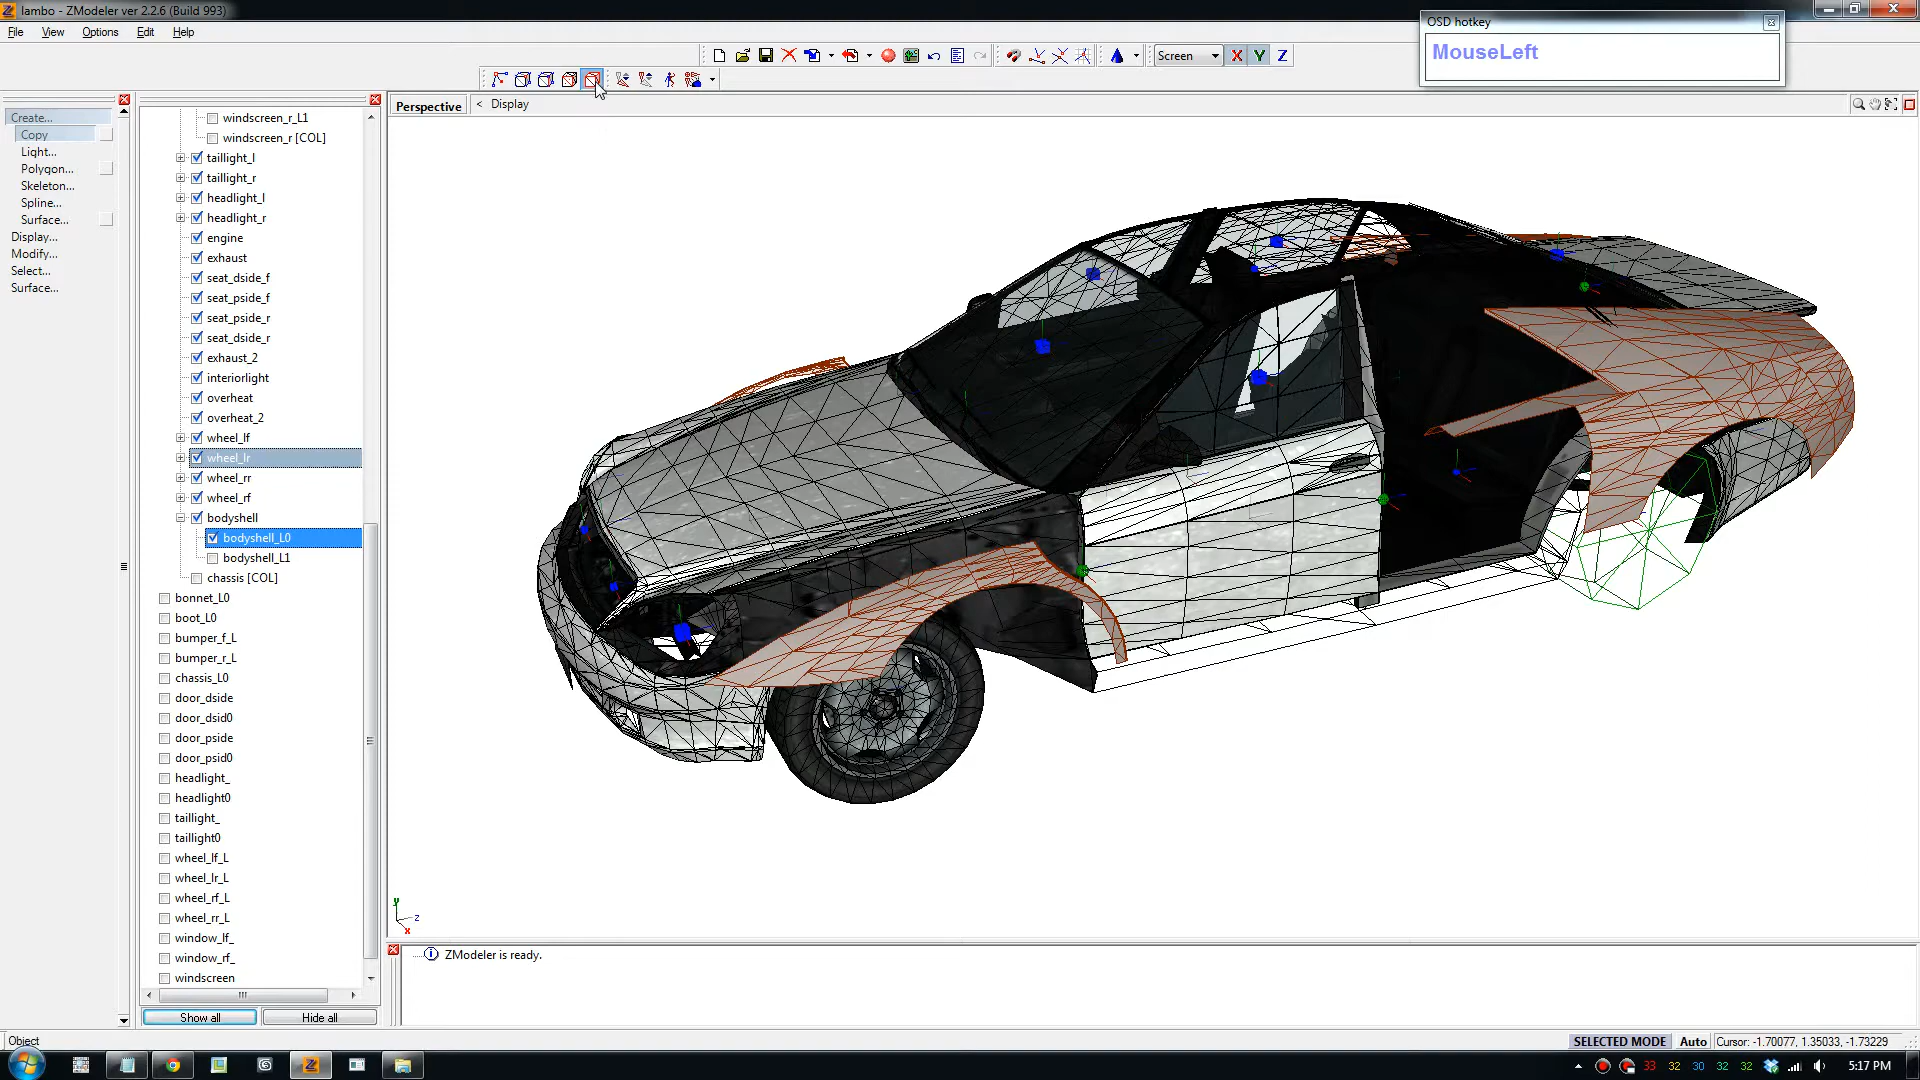 lambo - ZModeler ver 2.2.6 (Build 993)
File View Options Edit Help
OSD hotkey
MouseLeft
Screen X Y Z
Perspective < Display
Create...
Copy
Light...
Polygon...
Skeleton...
Spline...
Surface...
Display...
Modify...
Select...
Surface...
windscreen_r_L1
windscreen_r [COL]
taillight_l
taillight_r
headlight_l
headlight_r
engine
exhaust
seat_dside_f
seat_pside_f
seat_pside_r
seat_dside_r
exhaust_2
interiorlight
overheat
overheat_2
wheel_lf
wheel_lr
wheel_rr
wheel_rf
bodyshell
bodyshell_L0
bodyshell_L1
chassis [COL]
bonnet_L0
boot_L0
bumper_f_L
bumper_r_L
chassis_L0
door_dside
door_dsid0
door_pside
door_psid0
headlight_
headlight0
taillight_
taillight0
wheel_lf_L
wheel_lr_L
wheel_rf_L
wheel_rr_L
window_lf_
window_rf_
windscreen
Show all Hide all
y
z
x
ZModeler is ready.
Object
SELECTED MODE Auto Cursor: -1.70077, 1.35033, -1.73229
33 32 30 32 32 5:17 PM